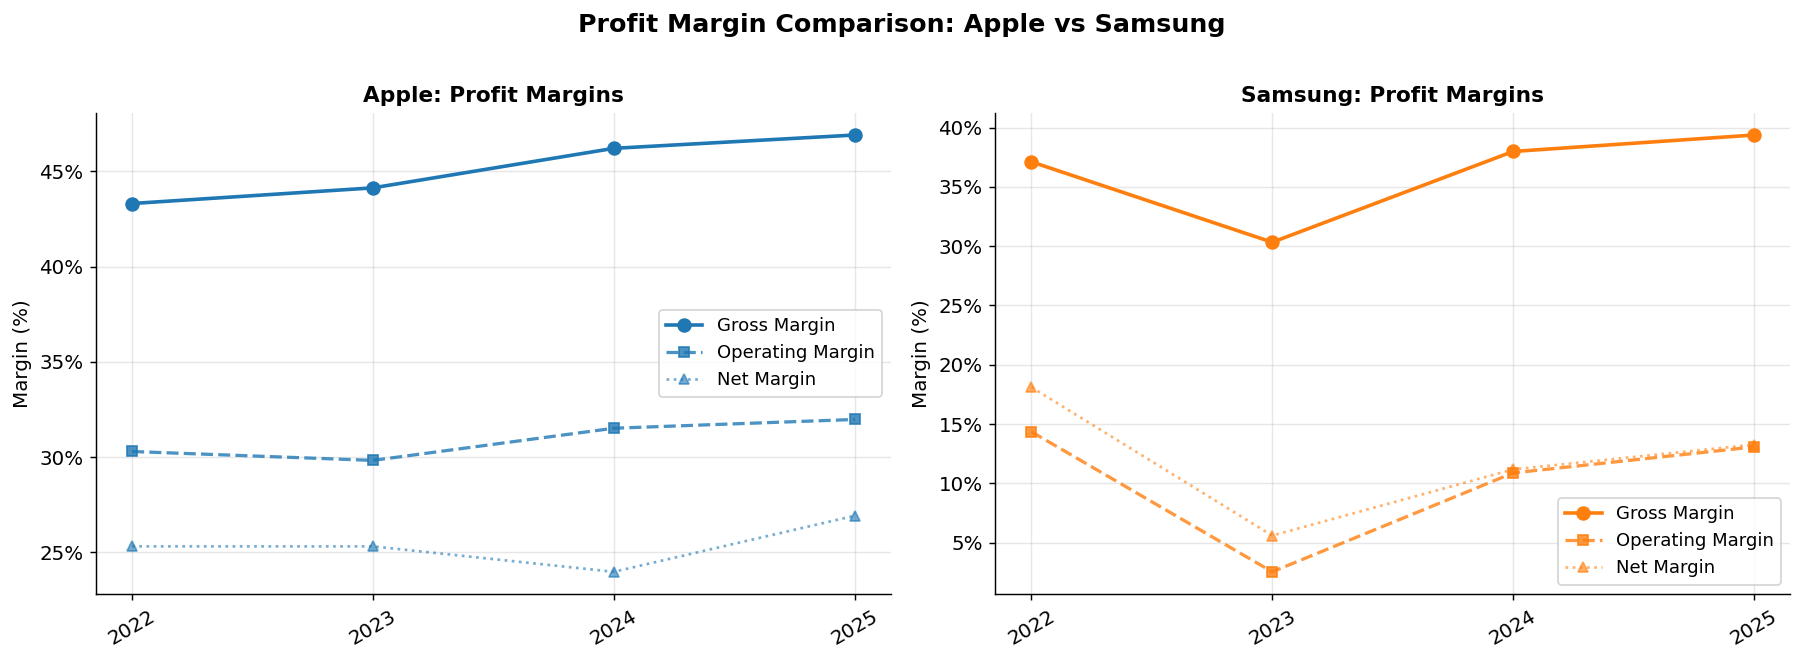 Profit Margin Comparison: Apple vs Samsung
Apple: Profit Margins
Margin (%)
45%
40%
35%
30%
25%
Gross Margin
Operating Margin
Net Margin
2022
2023
2024
2025
Samsung: Profit Margins
Margin (%)
40%
35%
30%
25%
20%
15%
10%
5%
Gross Margin
Operating Margin
Net Margin
2022
2023
2024
2025